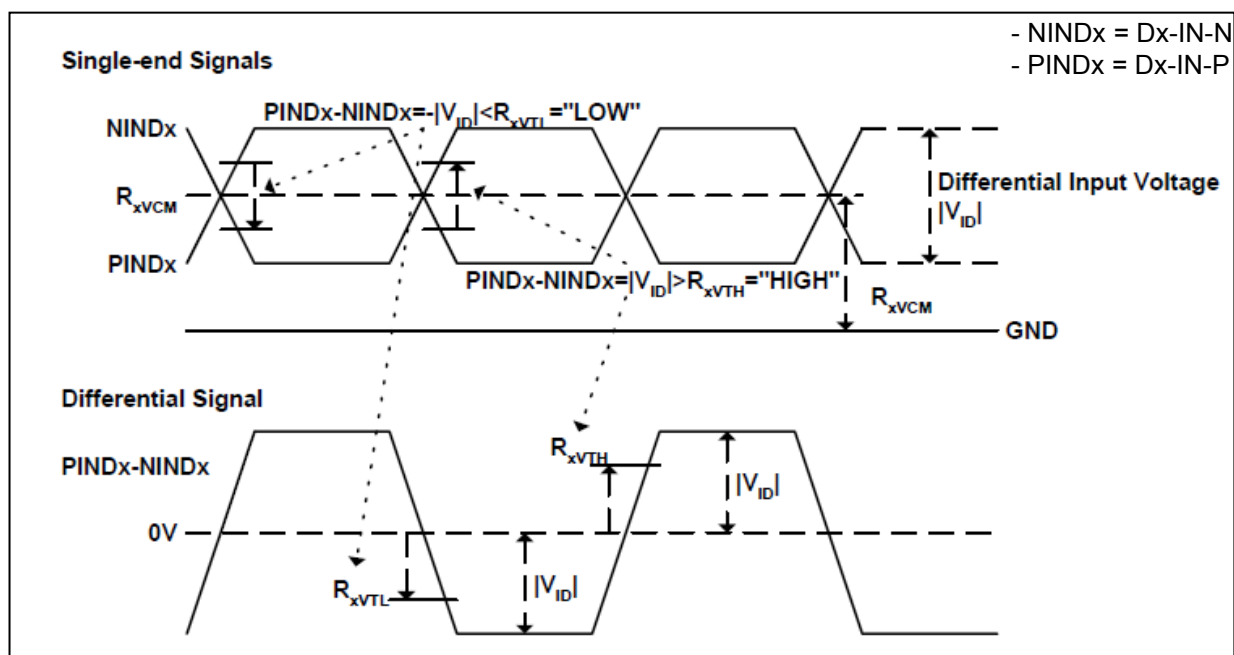 - NINDx = Dx-IN-N
- PINDx = Dx-IN-P
Single-end Signals
PINDx-NINDx=-|VID|<RxVTL="LOW"
NINDx
RxVCM
PINDx
Differential Input Voltage
|VID|
PINDx-NINDx=|VID|>RxVTH="HIGH"
RxVCM
GND
Differential Signal
PINDx-NINDx
RxVTH
|VID|
0V
RxVTL
|VID|